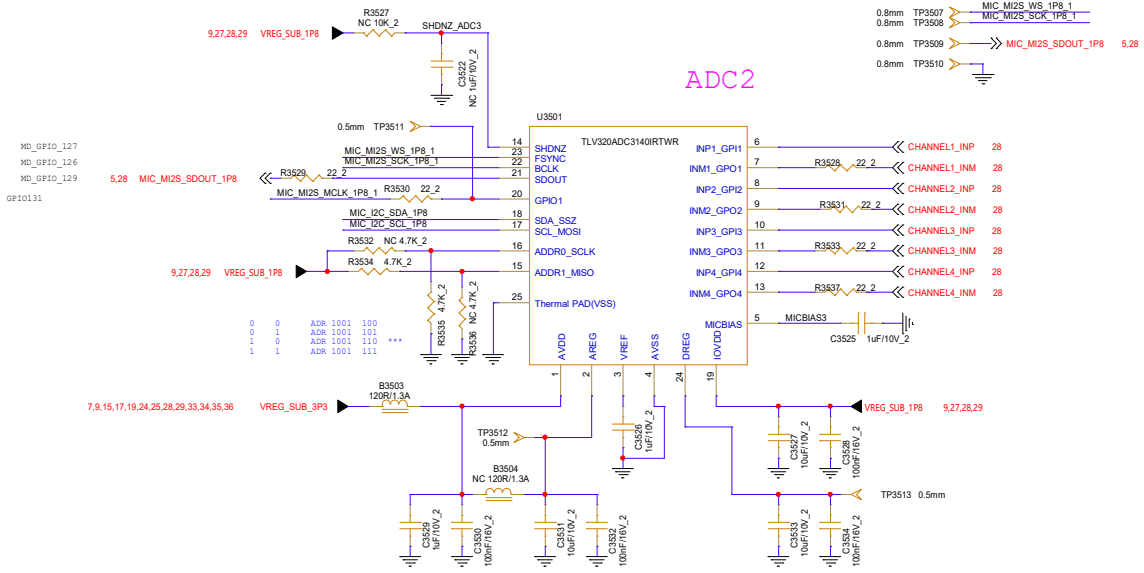 R3527
NC 10K_2
SHDNZ_ADC3
9,27,28,29 VREG_SUB_1P8
C3522
NC 1uF/10V_2
0.8mm TP3507 MIC_MI2S_WS_1P8_1
0.8mm TP3508 MIC_MI2S_SCK_1P8_1
0.8mm TP3509 MIC_MI2S_SDOUT_1P8 5,28
0.8mm TP3510
ADC2
U3501
TLV320ADC3140IRTWR
0.5mm TP3511
MD_GPIO_127
MD_GPIO_126
MD_GPIO_129
GPIO131
MIC_MI2S_WS_1P8_1
MIC_MI2S_SCK_1P8_1
5,28 MIC_MI2S_SDOUT_1P8
R3529 22_2
MIC_MI2S_MCLK_1P8_1
R3530 22_2
MIC_I2C_SDA_1P8
MIC_I2C_SCL_1P8
R3532 NC 4.7K_2
R3534 4.7K_2
9,27,28,29 VREG_SUB_1P8
R3535 4.7K_2
R3536 NC 4.7K_2
14 SHDNZ
23 FSYNC
22 BCLK
21 SDOUT
20 GPIO1
18 SDA_SSZ
17 SCL_MOSI
16 ADDR0_SCLK
15 ADDR1_MISO
25 Thermal PAD(VSS)
INP1_GPI1 6 CHANNEL1_INP 28
INM1_GPO1 7 R3528 22_2 CHANNEL1_INM 28
INP2_GPI2 8 CHANNEL2_INP 28
INM2_GPO2 9 R3531 22_2 CHANNEL2_INM 28
INP3_GPI3 10 CHANNEL3_INP 28
INM3_GPO3 11 R3533 22_2 CHANNEL3_INM 28
INP4_GPI4 12 CHANNEL4_INP 28
INM4_GPO4 13 R3537 22_2 CHANNEL4_INM 28
MICBIAS 5 MICBIAS3
C3525 1uF/10V_2
0 0 ADR 1001 100
0 1 ADR 1001 101
1 0 ADR 1001 110 ***
1 1 ADR 1001 111
AVDD AREG VREF AVSS DREG IOVDD
1 2 3 4 24 19
B3503
120R/1.3A
7,9,15,17,19,24,25,28,29,33,34,35,36 VREG_SUB_3P3
VREG_SUB_1P8 9,27,28,29
TP3512
0.5mm
C3526
1uF/10V_2
C3527
10uF/10V_2
C3528
100nF/16V_2
B3504
NC 120R/1.3A
TP3513 0.5mm
C3529
1uF/10V_2
C3530
100nF/16V_2
C3531
10uF/10V_2
C3532
100nF/16V_2
C3533
10uF/10V_2
C3534
100nF/16V_2